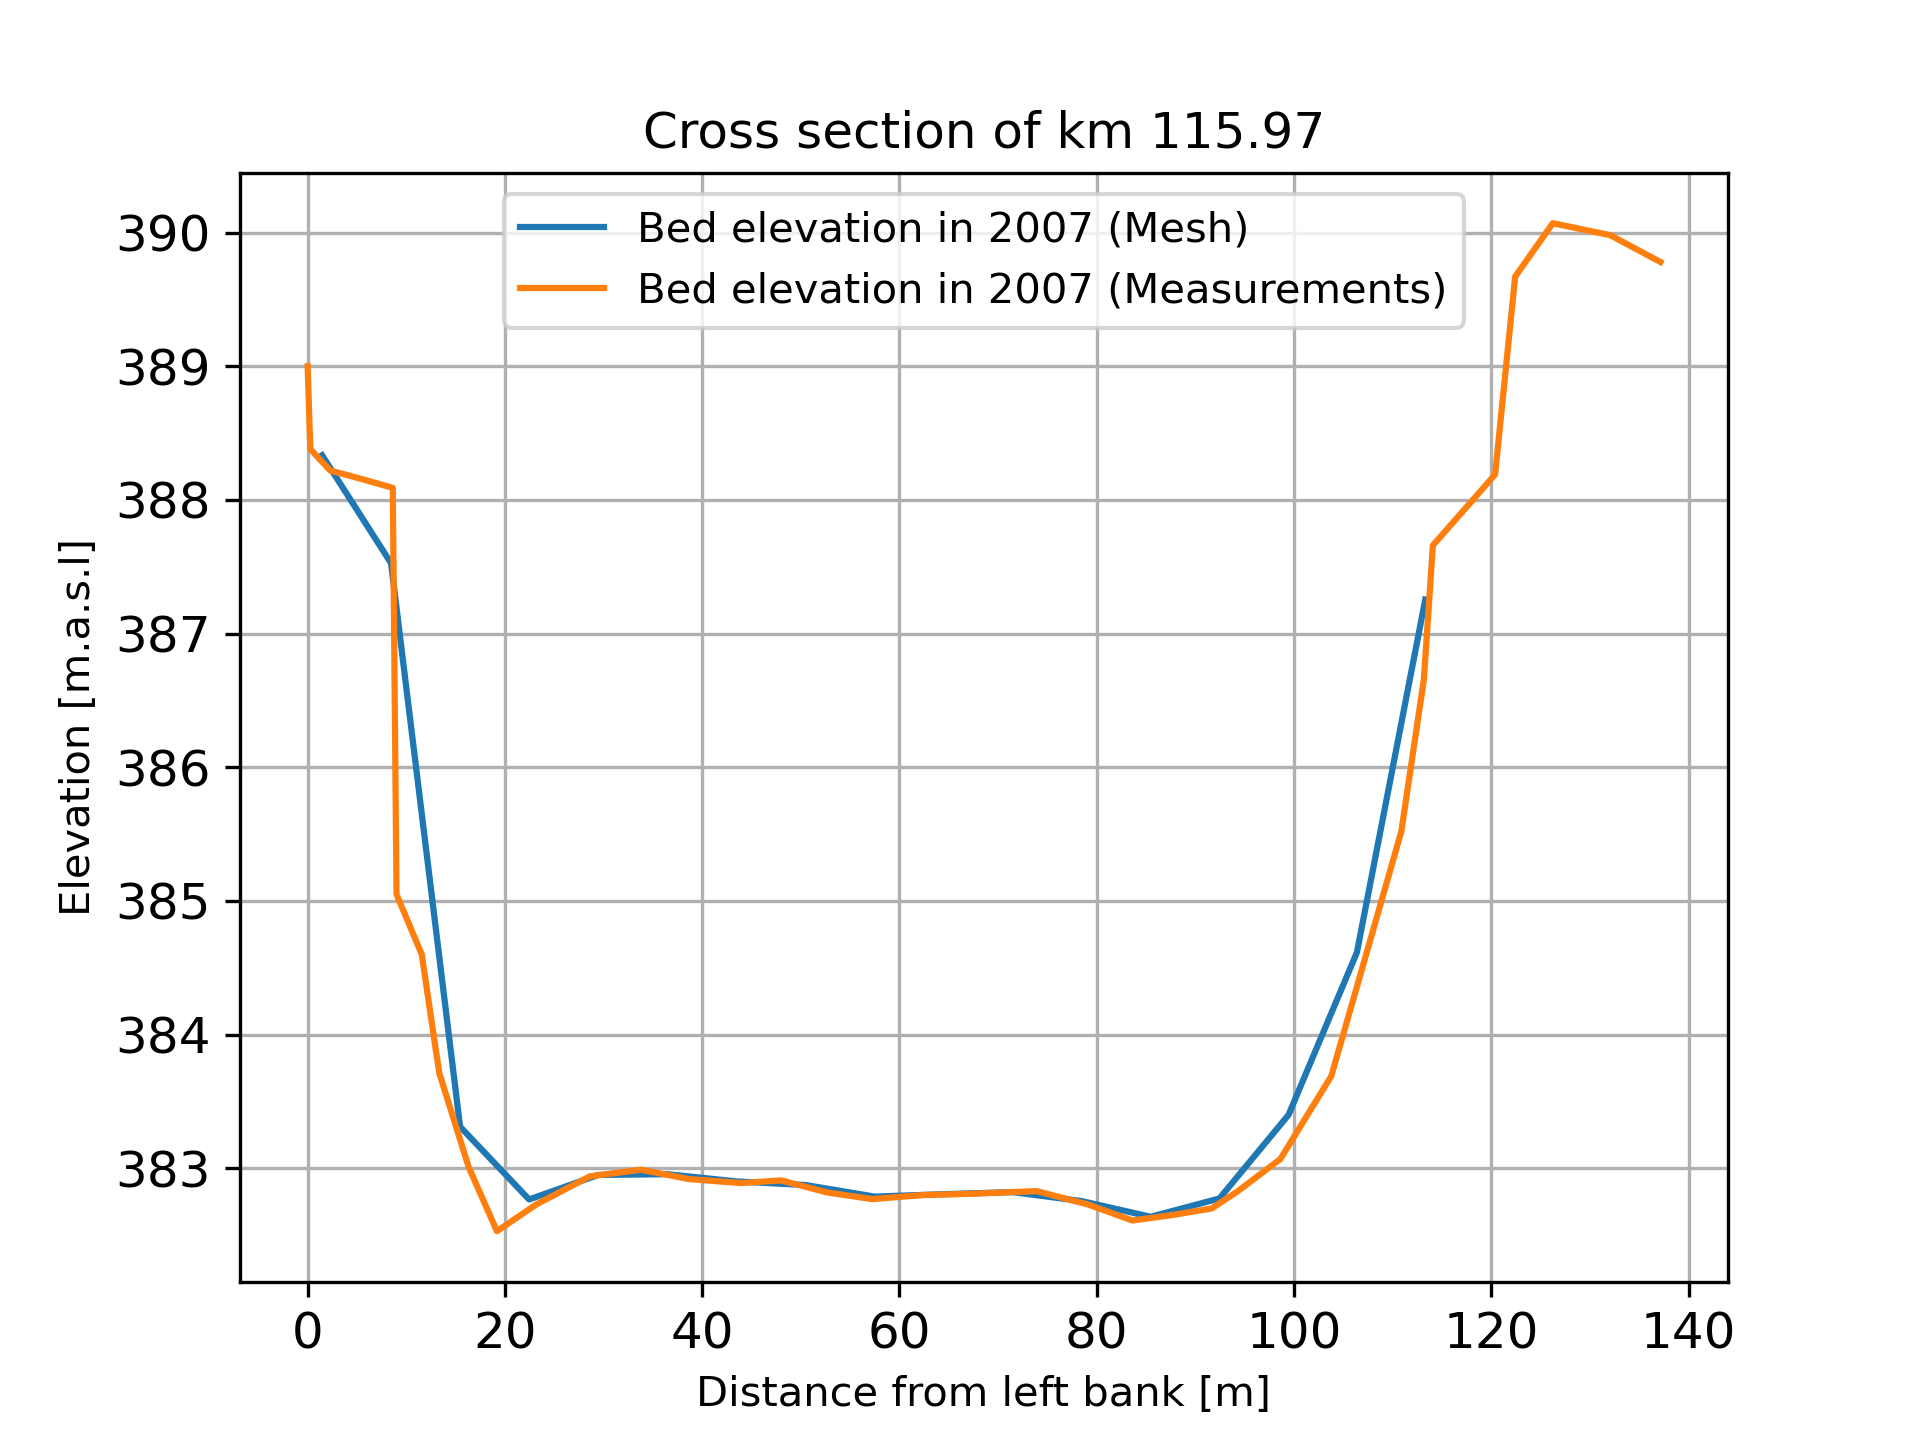 Cross section of km 115.97
Bed elevation in 2007 (Mesh)
Bed elevation in 2007 (Measurements)
Elevation [m.a.s.l]
390
389
388
387
386
385
384
383
0 20 40 60 80 100 120 140
Distance from left bank [m]